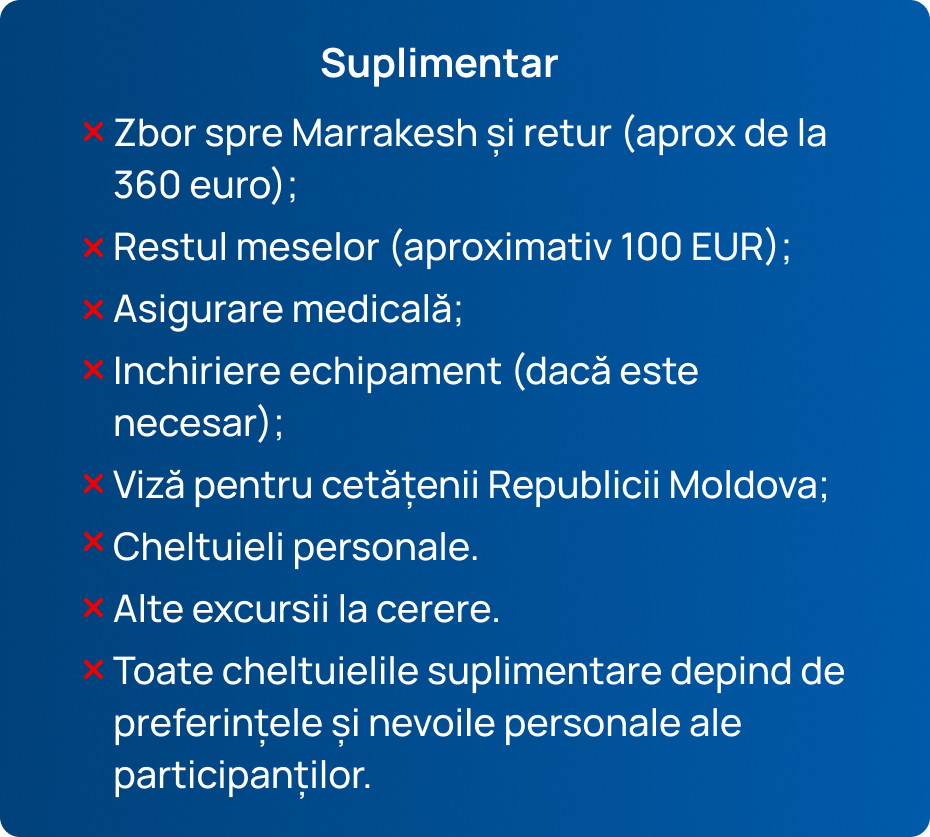 Suplimentar
Zbor spre Marrakesh și retur (aprox de la
360 euro);
Restul meselor (aproximativ 100 EUR);
Asigurare medicală;
Inchiriere echipament (dacă este
necesar);
Viză pentru cetățenii Republicii Moldova;
Cheltuieli personale.
Alte excursii la cerere.
Toate cheltuielile suplimentare depind de
preferințele și nevoile personale ale
participanților.